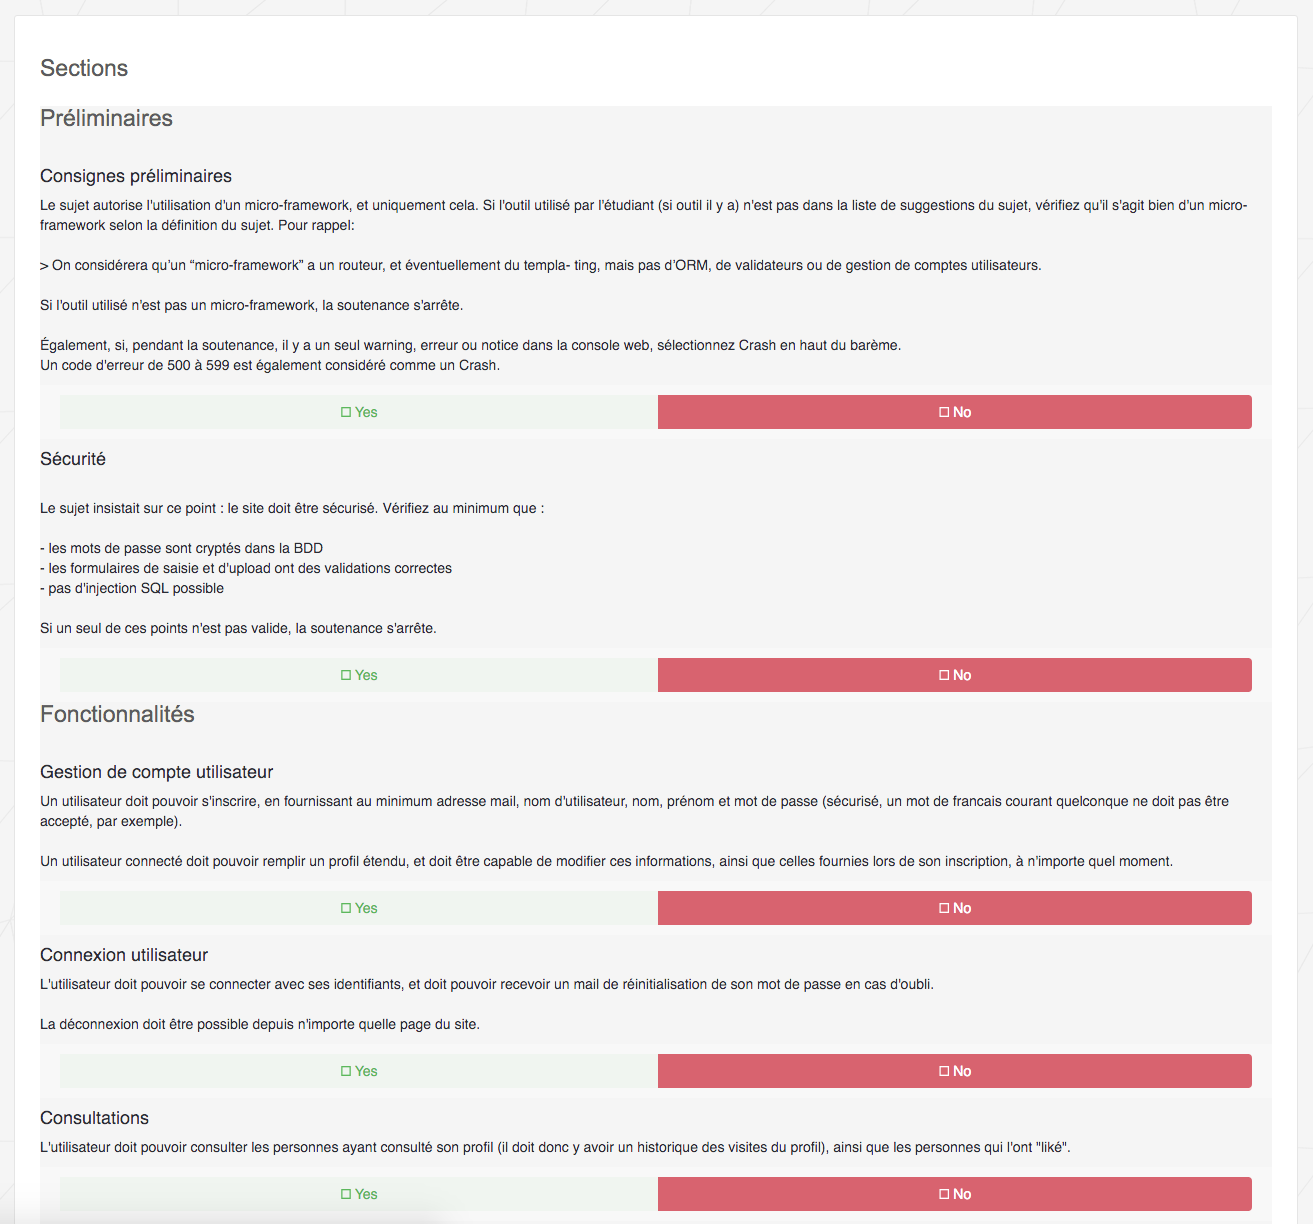 Sections
Préliminaires
Consignes préliminaires
Le sujet autorise l'utilisation d'un micro-framework, et uniquement cela. Si l'outil utilisé par l'étudiant (si outil il y a) n'est pas dans la liste de suggestions du sujet, vérifiez qu'il s'agit bien d'un micro-
framework selon la définition du sujet. Pour rappel:
> On considérera qu'un “micro-framework” a un routeur, et éventuellement du templa- ting, mais pas d'ORM, de validateurs ou de gestion de comptes utilisateurs.
Si l'outil utilisé n'est pas un micro-framework, la soutenance s'arrête.
Également, si, pendant la soutenance, il y a un seul warning, erreur ou notice dans la console web, sélectionnez Crash en haut du barème.
Un code d'erreur de 500 à 599 est également considéré comme un Crash.
☐ Yes ☐ No
Sécurité
Le sujet insistait sur ce point : le site doit être sécurisé. Vérifiez au minimum que :
- les mots de passe sont cryptés dans la BDD
- les formulaires de saisie et d'upload ont des validations correctes
- pas d'injection SQL possible
Si un seul de ces points n'est pas valide, la soutenance s'arrête.
☐ Yes ☐ No
Fonctionnalités
Gestion de compte utilisateur
Un utilisateur doit pouvoir s'inscrire, en fournissant au minimum adresse mail, nom d'utilisateur, nom, prénom et mot de passe (sécurisé, un mot de francais courant quelconque ne doit pas être
accepté, par exemple).
Un utilisateur connecté doit pouvoir remplir un profil étendu, et doit être capable de modifier ces informations, ainsi que celles fournies lors de son inscription, à n'importe quel moment.
☐ Yes ☐ No
Connexion utilisateur
L'utilisateur doit pouvoir se connecter avec ses identifiants, et doit pouvoir recevoir un mail de réinitialisation de son mot de passe en cas d'oubli.
La déconnexion doit être possible depuis n'importe quelle page du site.
☐ Yes ☐ No
Consultations
L'utilisateur doit pouvoir consulter les personnes ayant consulté son profil (il doit donc y avoir un historique des visites du profil), ainsi que les personnes qui l'ont "liké".
☐ Yes ☐ No